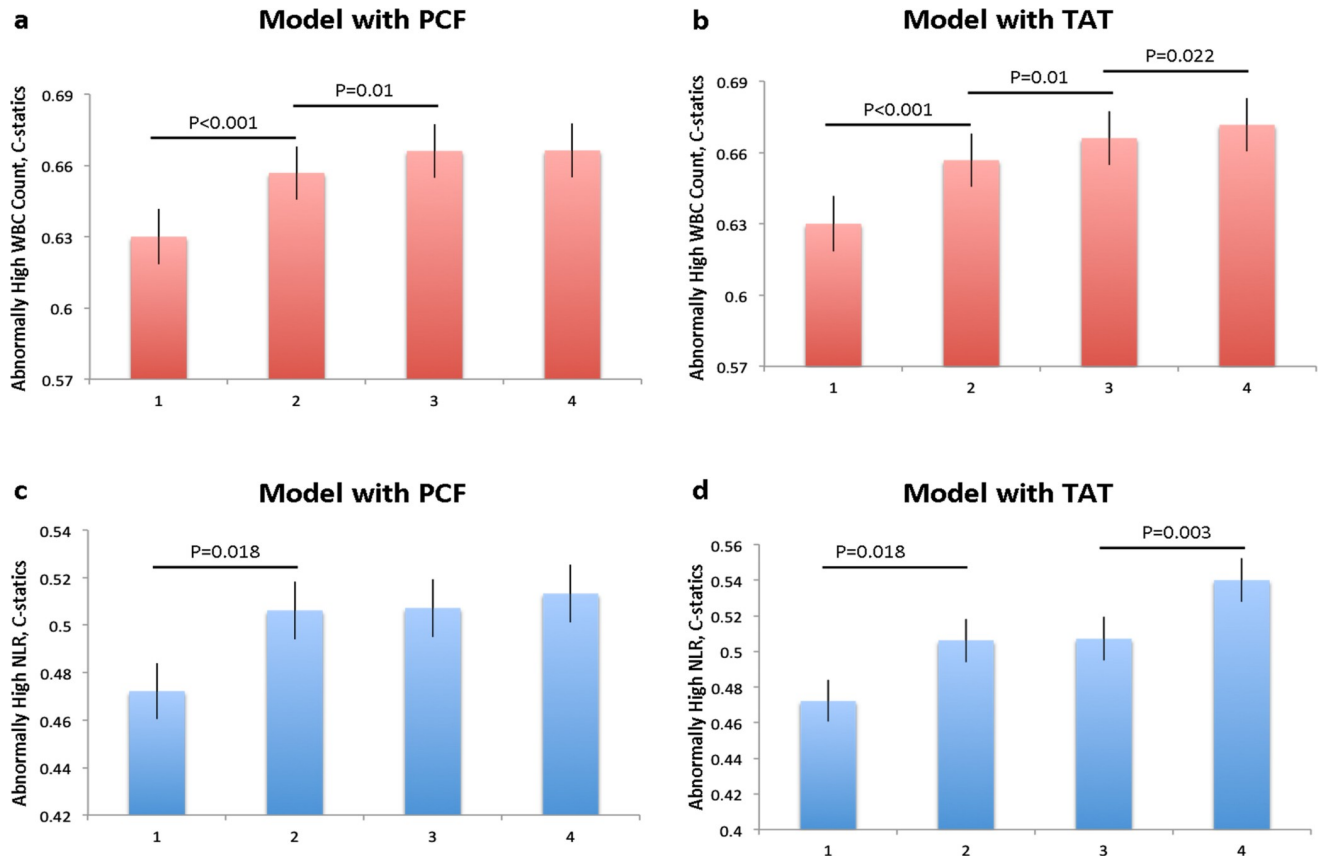 a
Model with PCF
Abnormally High WBC Count, C-statics
0.69
0.66
0.63
0.6
0.57
P<0.001
P=0.01
1 2 3 4
b
Model with TAT
Abnormally High WBC Count, C-statics
0.69
0.66
0.63
0.6
0.57
P<0.001
P=0.01
P=0.022
1 2 3 4
c
Model with PCF
Abnormally High NLR, C-statics
0.54
0.52
0.5
0.48
0.46
0.44
0.42
P=0.018
1 2 3 4
d
Model with TAT
Abnormally High NLR, C-statics
0.56
0.54
0.52
0.5
0.48
0.46
0.44
0.42
0.4
P=0.018
P=0.003
1 2 3 4